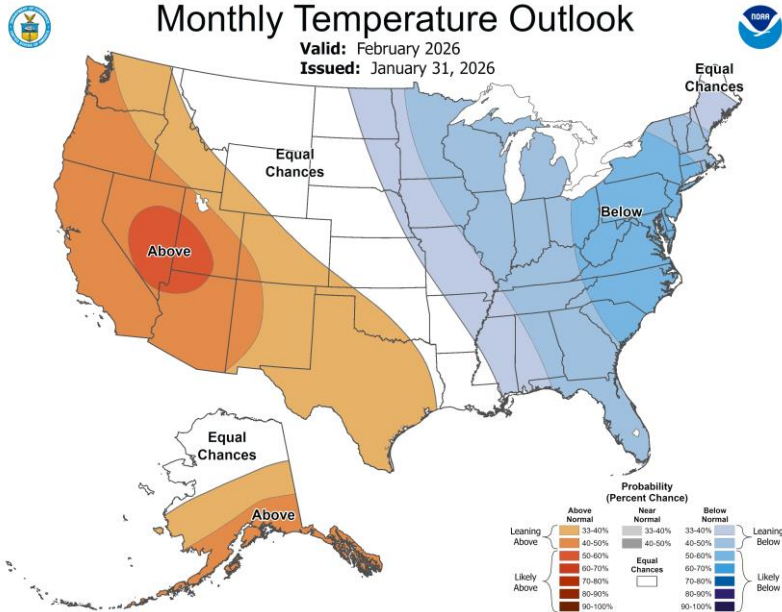 Monthly Temperature Outlook
Valid: February 2026
Issued: January 31, 2026
NOAA
Equal
Chances
Equal
Chances
Above
Below
Equal
Chances
Above
Probability
(Percent Chance)
Above
Normal
Near
Normal
Below
Normal
Leaning
Above
33-40%
40-50%
33-40%
40-50%
33-40%
40-50%
Leaning
Below
Likely
Above
50-60%
60-70%
70-80%
80-90%
90-100%
Equal
Chances
50-60%
60-70%
70-80%
80-90%
90-100%
Likely
Below